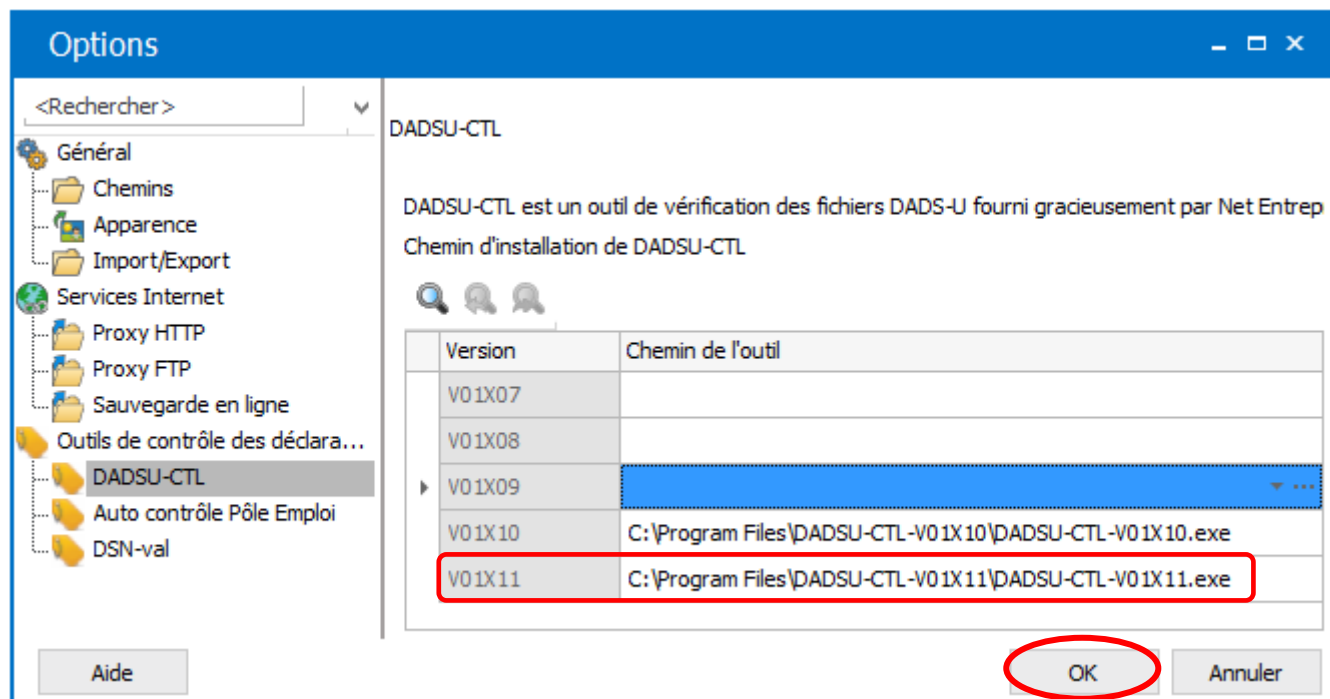 Options
<Rechercher>
Général
Chemins
Apparence
Import/Export
Services Internet
Proxy HTTP
Proxy FTP
Sauvegarde en ligne
Outils de contrôle des déclara...
DADSU-CTL
Auto contrôle Pôle Emploi
DSN-val
DADSU-CTL
DADSU-CTL est un outil de vérification des fichiers DADS-U fourni gracieusement par Net Entrep
Chemin d'installation de DADSU-CTL
Version Chemin de l'outil
V01X07
V01X08
V01X09
V01X10 C:\Program Files\DADSU-CTL-V01X10\DADSU-CTL-V01X10.exe
V01X11 C:\Program Files\DADSU-CTL-V01X11\DADSU-CTL-V01X11.exe
Aide OK Annuler